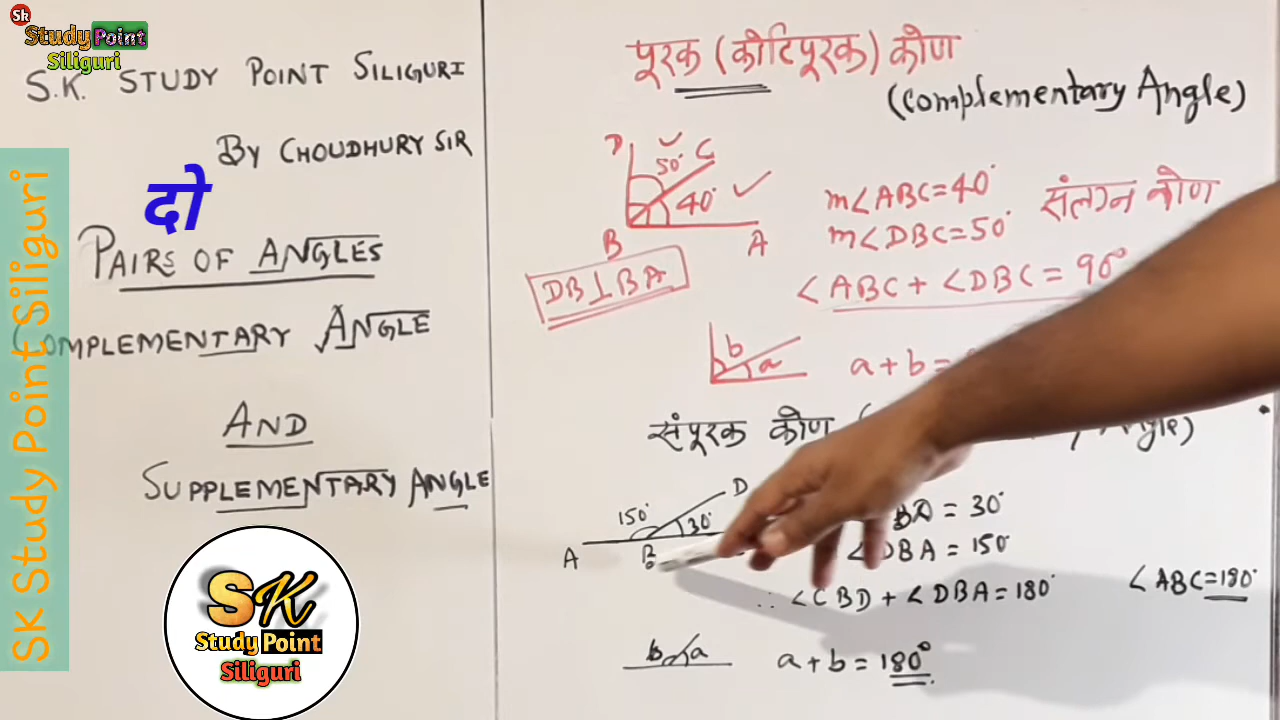 Sk
Study Point
Siliguri
SK Study Point Siliguri
S.K. STUDY POINT SILIGURI
BY CHOUDHURY SIR
दो
PAIRS OF ANGLES
COMPLEMENTARY ANGLE
AND
SUPPLEMENTARY ANGLE
SK
Study Point
Siliguri
पूरक (कोटिपूरक) कोण
(Complementary Angle)
D 50° C
40°
B A
DB⊥BA
m∠ABC=40°
संलग्न कोण
m∠DBC=50°
∠ABC + ∠DBC = 90°
b a
a + b =
संपूरक कोण ( Angle)
150° D
30°
A B
= 30°
∠DBA = 150°
∴ ∠CBD + ∠DBA = 180°
∠ABC=180°
b a
a + b = 180°